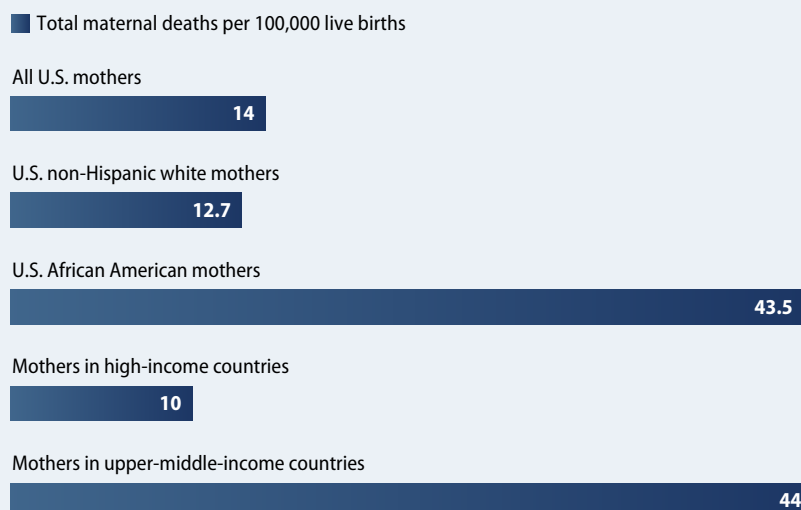 Total maternal deaths per 100,000 live births
All U.S. mothers
14
U.S. non-Hispanic white mothers
12.7
U.S. African American mothers
43.5
Mothers in high-income countries
10
Mothers in upper-middle-income countries
44